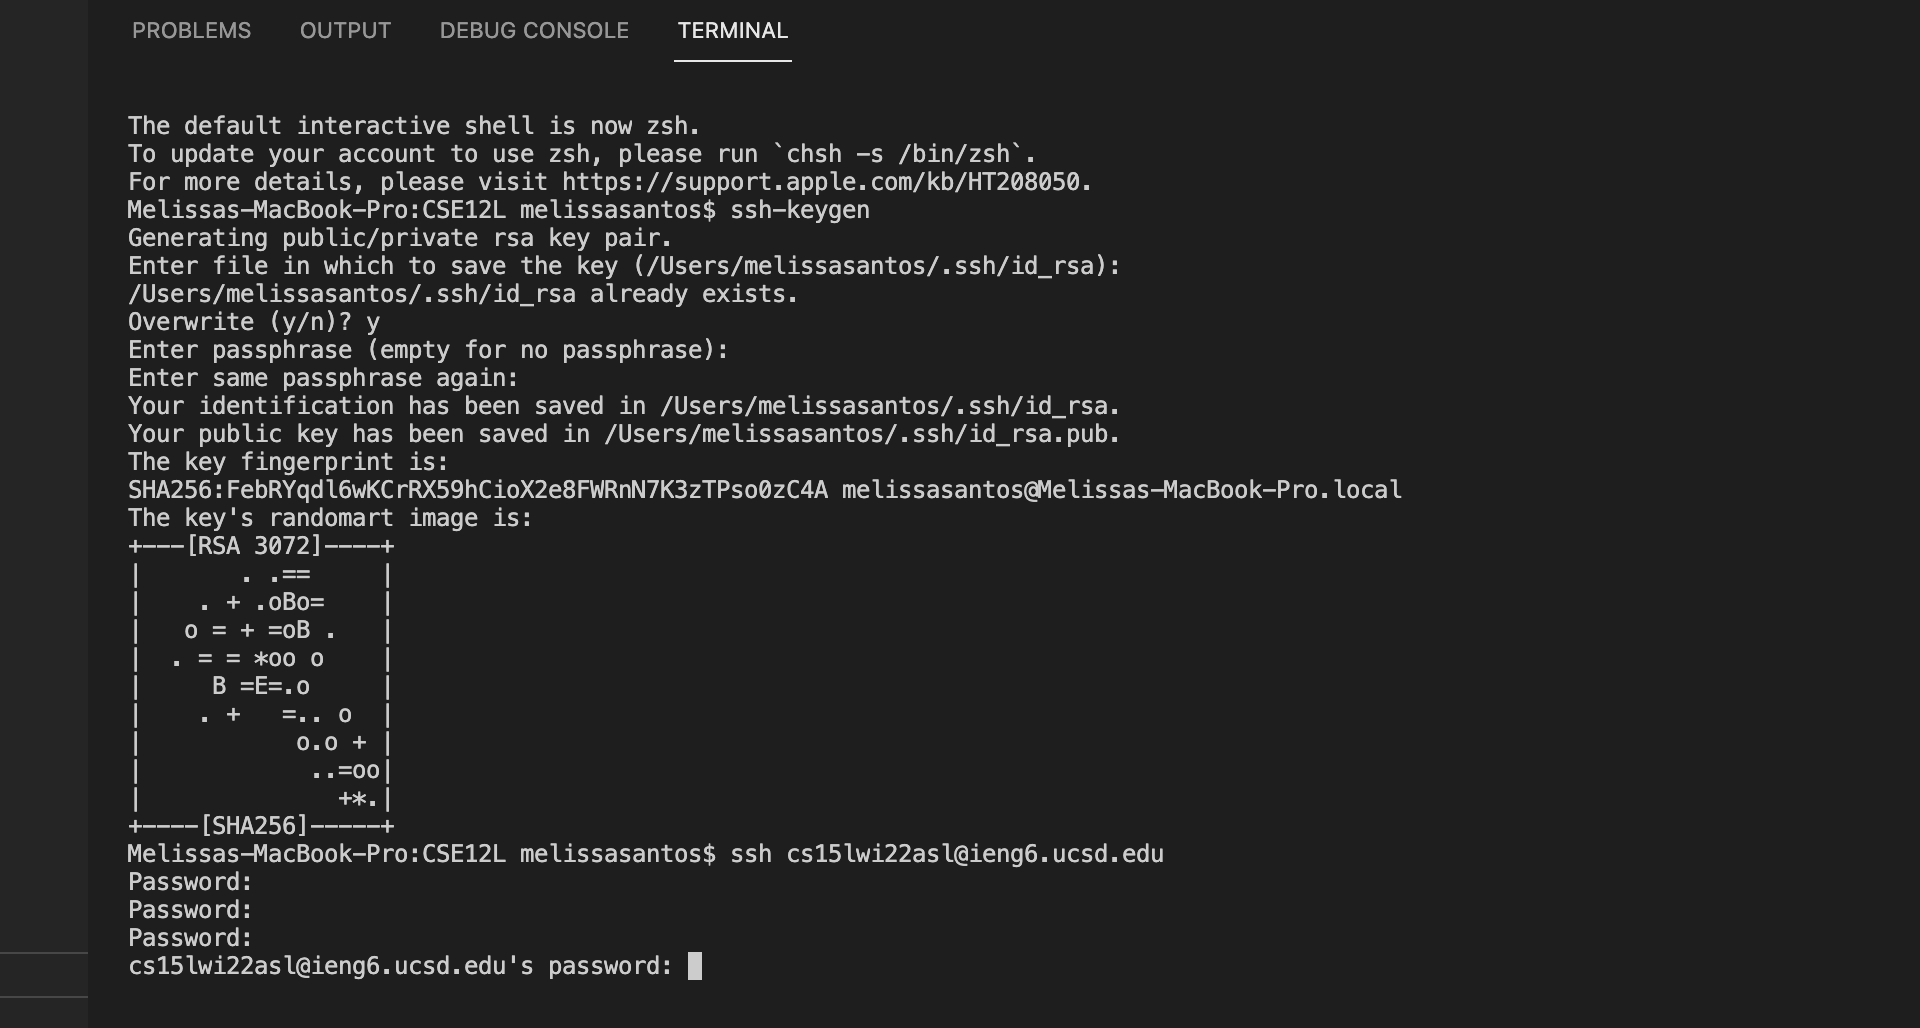 PROBLEMS OUTPUT DEBUG CONSOLE TERMINAL
The default interactive shell is now zsh.
To update your account to use zsh, please run `chsh -s /bin/zsh`.
For more details, please visit https://support.apple.com/kb/HT208050.
Melissas-MacBook-Pro:CSE12L melissasantos$ ssh-keygen
Generating public/private rsa key pair.
Enter file in which to save the key (/Users/melissasantos/.ssh/id_rsa):
/Users/melissasantos/.ssh/id_rsa already exists.
Overwrite (y/n)? y
Enter passphrase (empty for no passphrase):
Enter same passphrase again:
Your identification has been saved in /Users/melissasantos/.ssh/id_rsa.
Your public key has been saved in /Users/melissasantos/.ssh/id_rsa.pub.
The key fingerprint is:
SHA256:FebRYqdl6wKCrRX59hCioX2e8FWRnN7K3zTPso0zC4A melissasantos@Melissas-MacBook-Pro.local
The key's randomart image is:
+---[RSA 3072]----+
|       . .==     |
|    . + .oBo=    |
|   o = + =oB .   |
|  . = = *oo o    |
|     B =E=.o     |
|    . +   =.. o  |
|           o.o + |
|            ..=oo|
|              +*.|
+----[SHA256]-----+
Melissas-MacBook-Pro:CSE12L melissasantos$ ssh cs15lwi22asl@ieng6.ucsd.edu
Password:
Password:
Password:
cs15lwi22asl@ieng6.ucsd.edu's password: